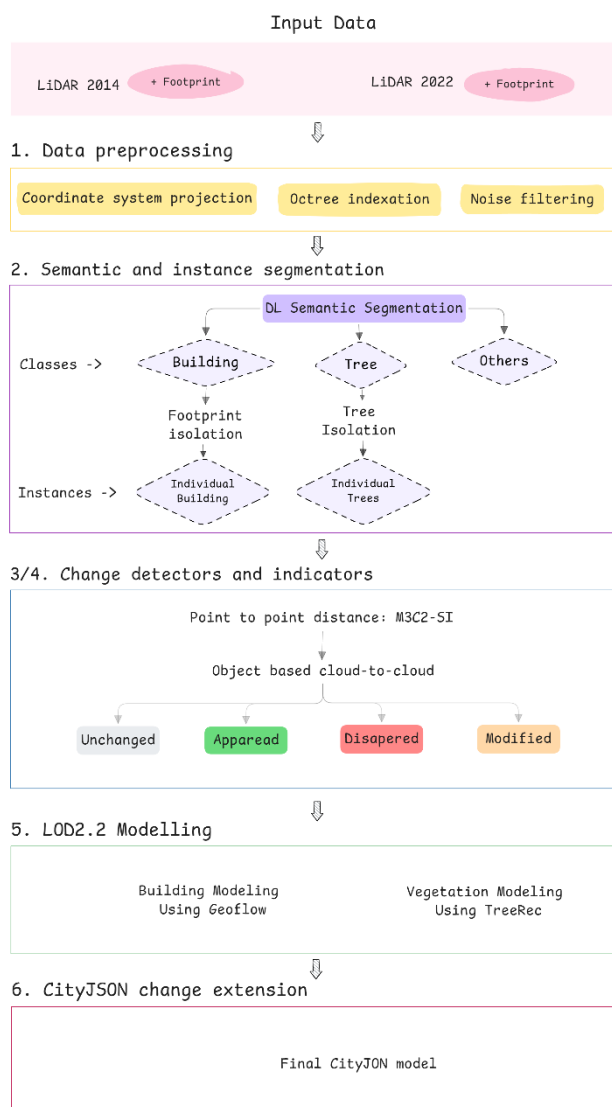 Input Data
LiDAR 2014
+ Footprint
LiDAR 2022
+ Footprint
1. Data preprocessing
Coordinate system projection
Octree indexation
Noise filtering
2. Semantic and instance segmentation
DL Semantic Segmentation
Classes ->
Building
Tree
Others
Footprint
isolation
Tree
Isolation
Instances ->
Individual
Building
Individual
Trees
3/4. Change detectors and indicators
Point to point distance: M3C2-SI
Object based cloud-to-cloud
Unchanged
Apparead
Disapered
Modified
5. LOD2.2 Modelling
Building Modeling
Using Geoflow
Vegetation Modeling
Using TreeRec
6. CityJSON change extension
Final CityJON model